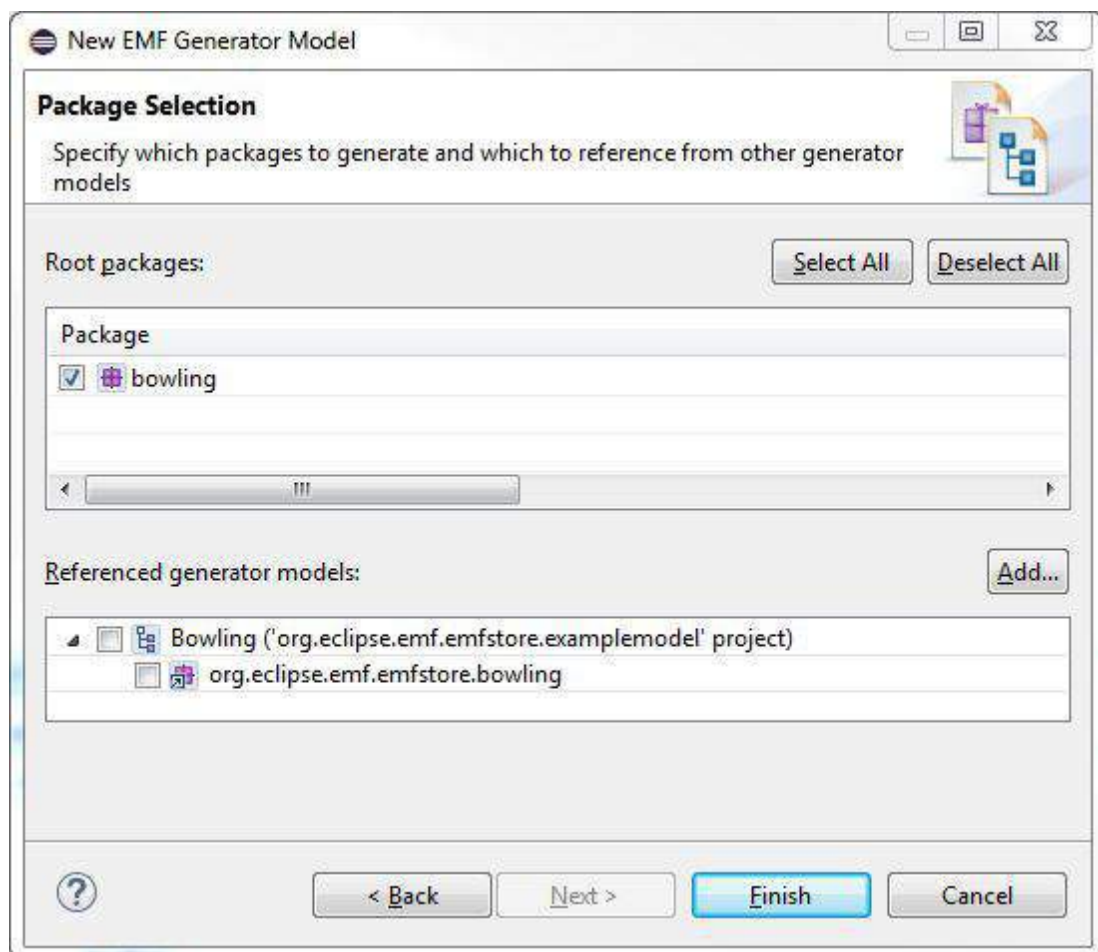 New EMF Generator Model
Package Selection
Specify which packages to generate and which to reference from other generator
models
Root packages:
Select All
Deselect All
Package
bowling
Referenced generator models:
Add...
Bowling ('org.eclipse.emf.emfstore.examplemodel' project)
org.eclipse.emf.emfstore.bowling
?
< Back
Next >
Finish
Cancel